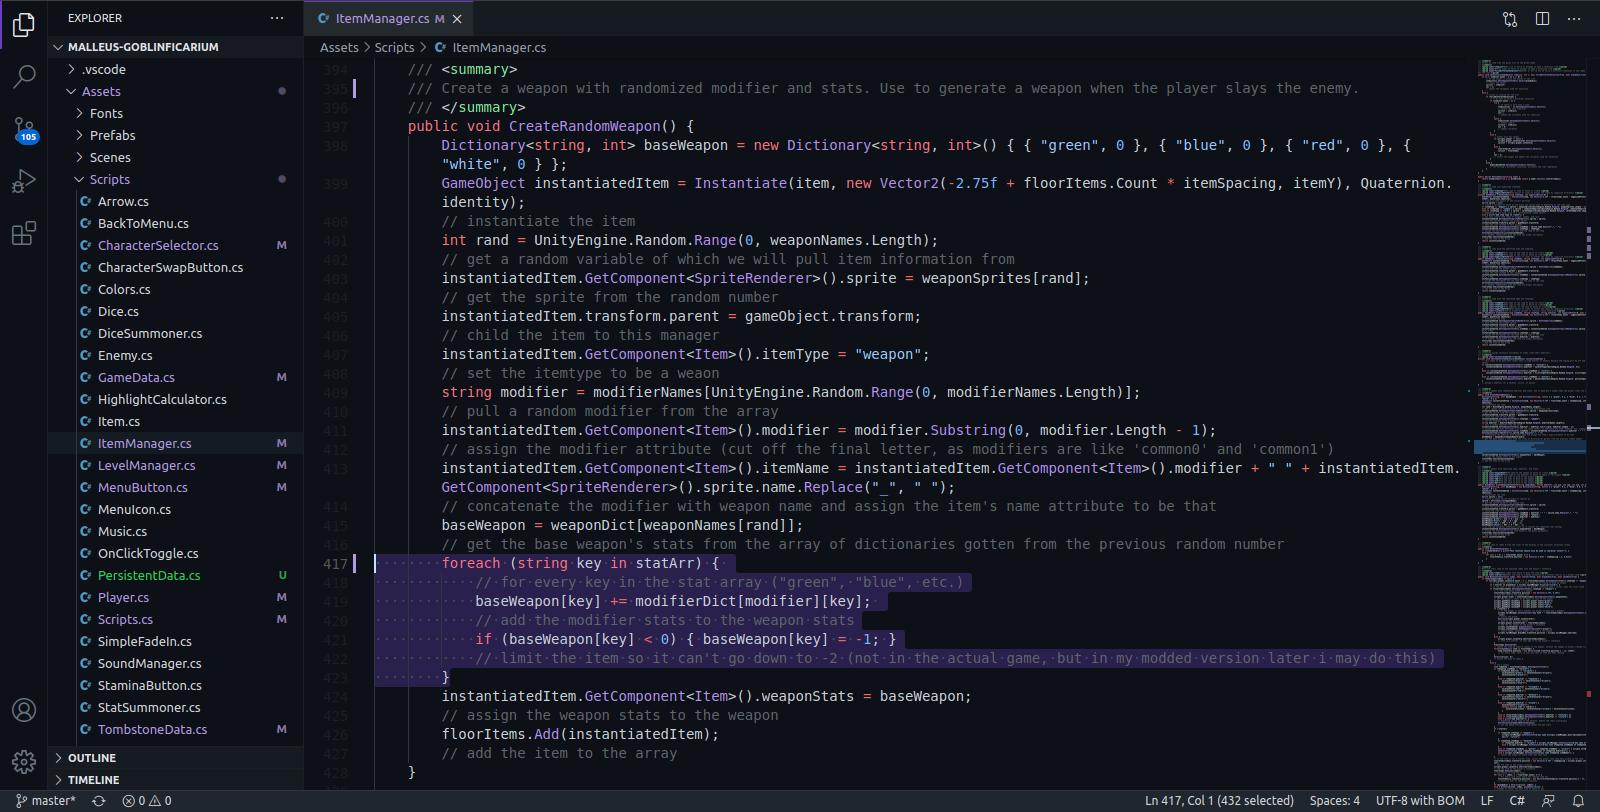 EXPLORER
MALLEUS-GOBLINFICARIUM
.vscode
Assets
Fonts
Prefabs
Scenes
Scripts
Arrow.cs
BackToMenu.cs
CharacterSelector.cs M
CharacterSwapButton.cs
Colors.cs
Dice.cs
DiceSummoner.cs
Enemy.cs
GameData.cs M
HighlightCalculator.cs
Item.cs
ItemManager.cs M
LevelManager.cs M
MenuButton.cs M
MenuIcon.cs
Music.cs
OnClickToggle.cs
PersistentData.cs U
Player.cs M
Scripts.cs M
SimpleFadeIn.cs
SoundManager.cs
StaminaButton.cs
StatSummoner.cs
TombstoneData.cs M
OUTLINE
TIMELINE
105
ItemManager.cs M
Assets > Scripts > ItemManager.cs
394 /// <summary>
395 /// Create a weapon with randomized modifier and stats. Use to generate a weapon when the player slays the enemy.
396 /// </summary>
397 public void CreateRandomWeapon() {
398 Dictionary<string, int> baseWeapon = new Dictionary<string, int>() { { "green", 0 }, { "blue", 0 }, { "red", 0 }, {
"white", 0 } };
399 GameObject instantiatedItem = Instantiate(item, new Vector2(-2.75f + floorItems.Count * itemSpacing, itemY), Quaternion.
identity);
400 // instantiate the item
401 int rand = UnityEngine.Random.Range(0, weaponNames.Length);
402 // get a random variable of which we will pull item information from
403 instantiatedItem.GetComponent<SpriteRenderer>().sprite = weaponSprites[rand];
404 // get the sprite from the random number
405 instantiatedItem.transform.parent = gameObject.transform;
406 // child the item to this manager
407 instantiatedItem.GetComponent<Item>().itemType = "weapon";
408 // set the itemtype to be a weaon
409 string modifier = modifierNames[UnityEngine.Random.Range(0, modifierNames.Length)];
410 // pull a random modifier from the array
411 instantiatedItem.GetComponent<Item>().modifier = modifier.Substring(0, modifier.Length - 1);
412 // assign the modifier attribute (cut off the final letter, as modifiers are like 'common0' and 'common1')
413 instantiatedItem.GetComponent<Item>().itemName = instantiatedItem.GetComponent<Item>().modifier + " " + instantiatedItem.
GetComponent<SpriteRenderer>().sprite.name.Replace("_", " ");
414 // concatenate the modifier with weapon name and assign the item's name attribute to be that
415 baseWeapon = weaponDict[weaponNames[rand]];
416 // get the base weapon's stats from the array of dictionaries gotten from the previous random number
417 foreach (string key in statArr) {
418 // for every key in the stat array ("green", "blue", etc.)
419 baseWeapon[key] += modifierDict[modifier][key];
420 // add the modifier stats to the weapon stats
421 if (baseWeapon[key] < 0) { baseWeapon[key] = -1; }
422 // limit the item so it can't go down to -2 (not in the actual game, but in my modded version later i may do this)
423 }
424 instantiatedItem.GetComponent<Item>().weaponStats = baseWeapon;
425 // assign the weapon stats to the weapon
426 floorItems.Add(instantiatedItem);
427 // add the item to the array
428 }
master* 0 0 Ln 417, Col 1 (432 selected) Spaces: 4 UTF-8 with BOM LF C#